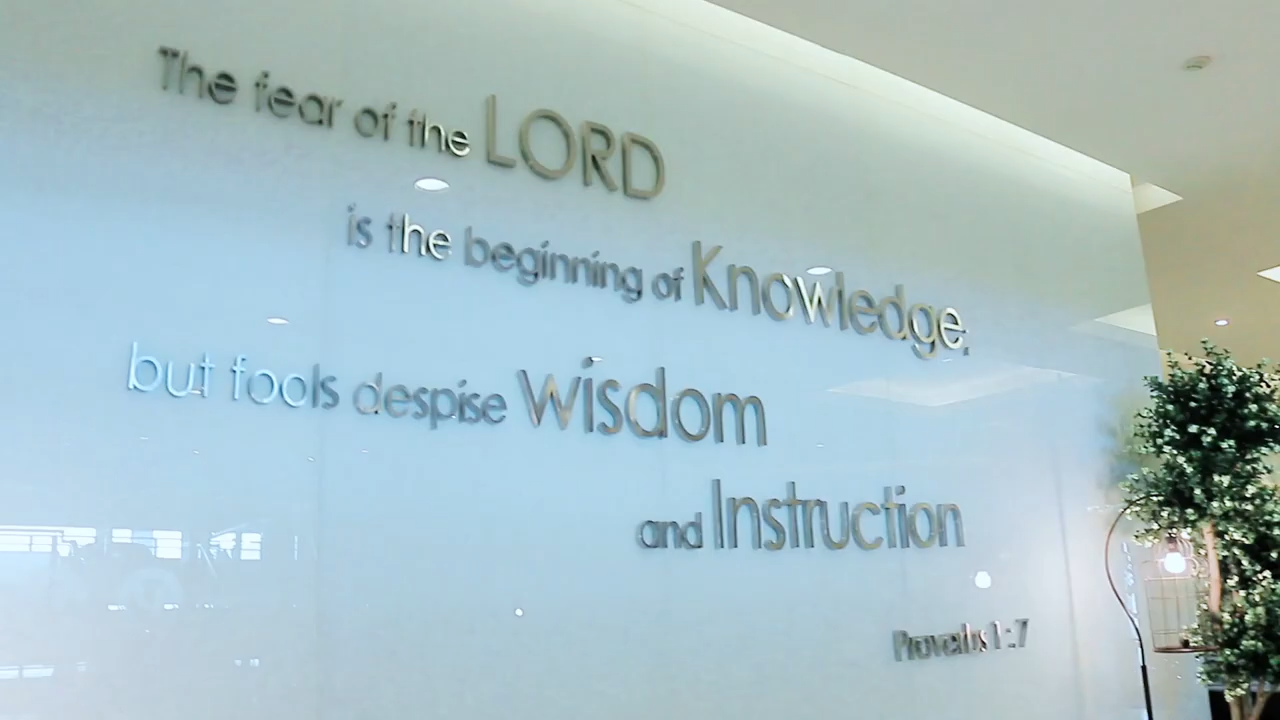 The fear of the LORD
is the beginning of Knowledge;
but fools despise wisdom
and Instruction
Proverbs 1:7